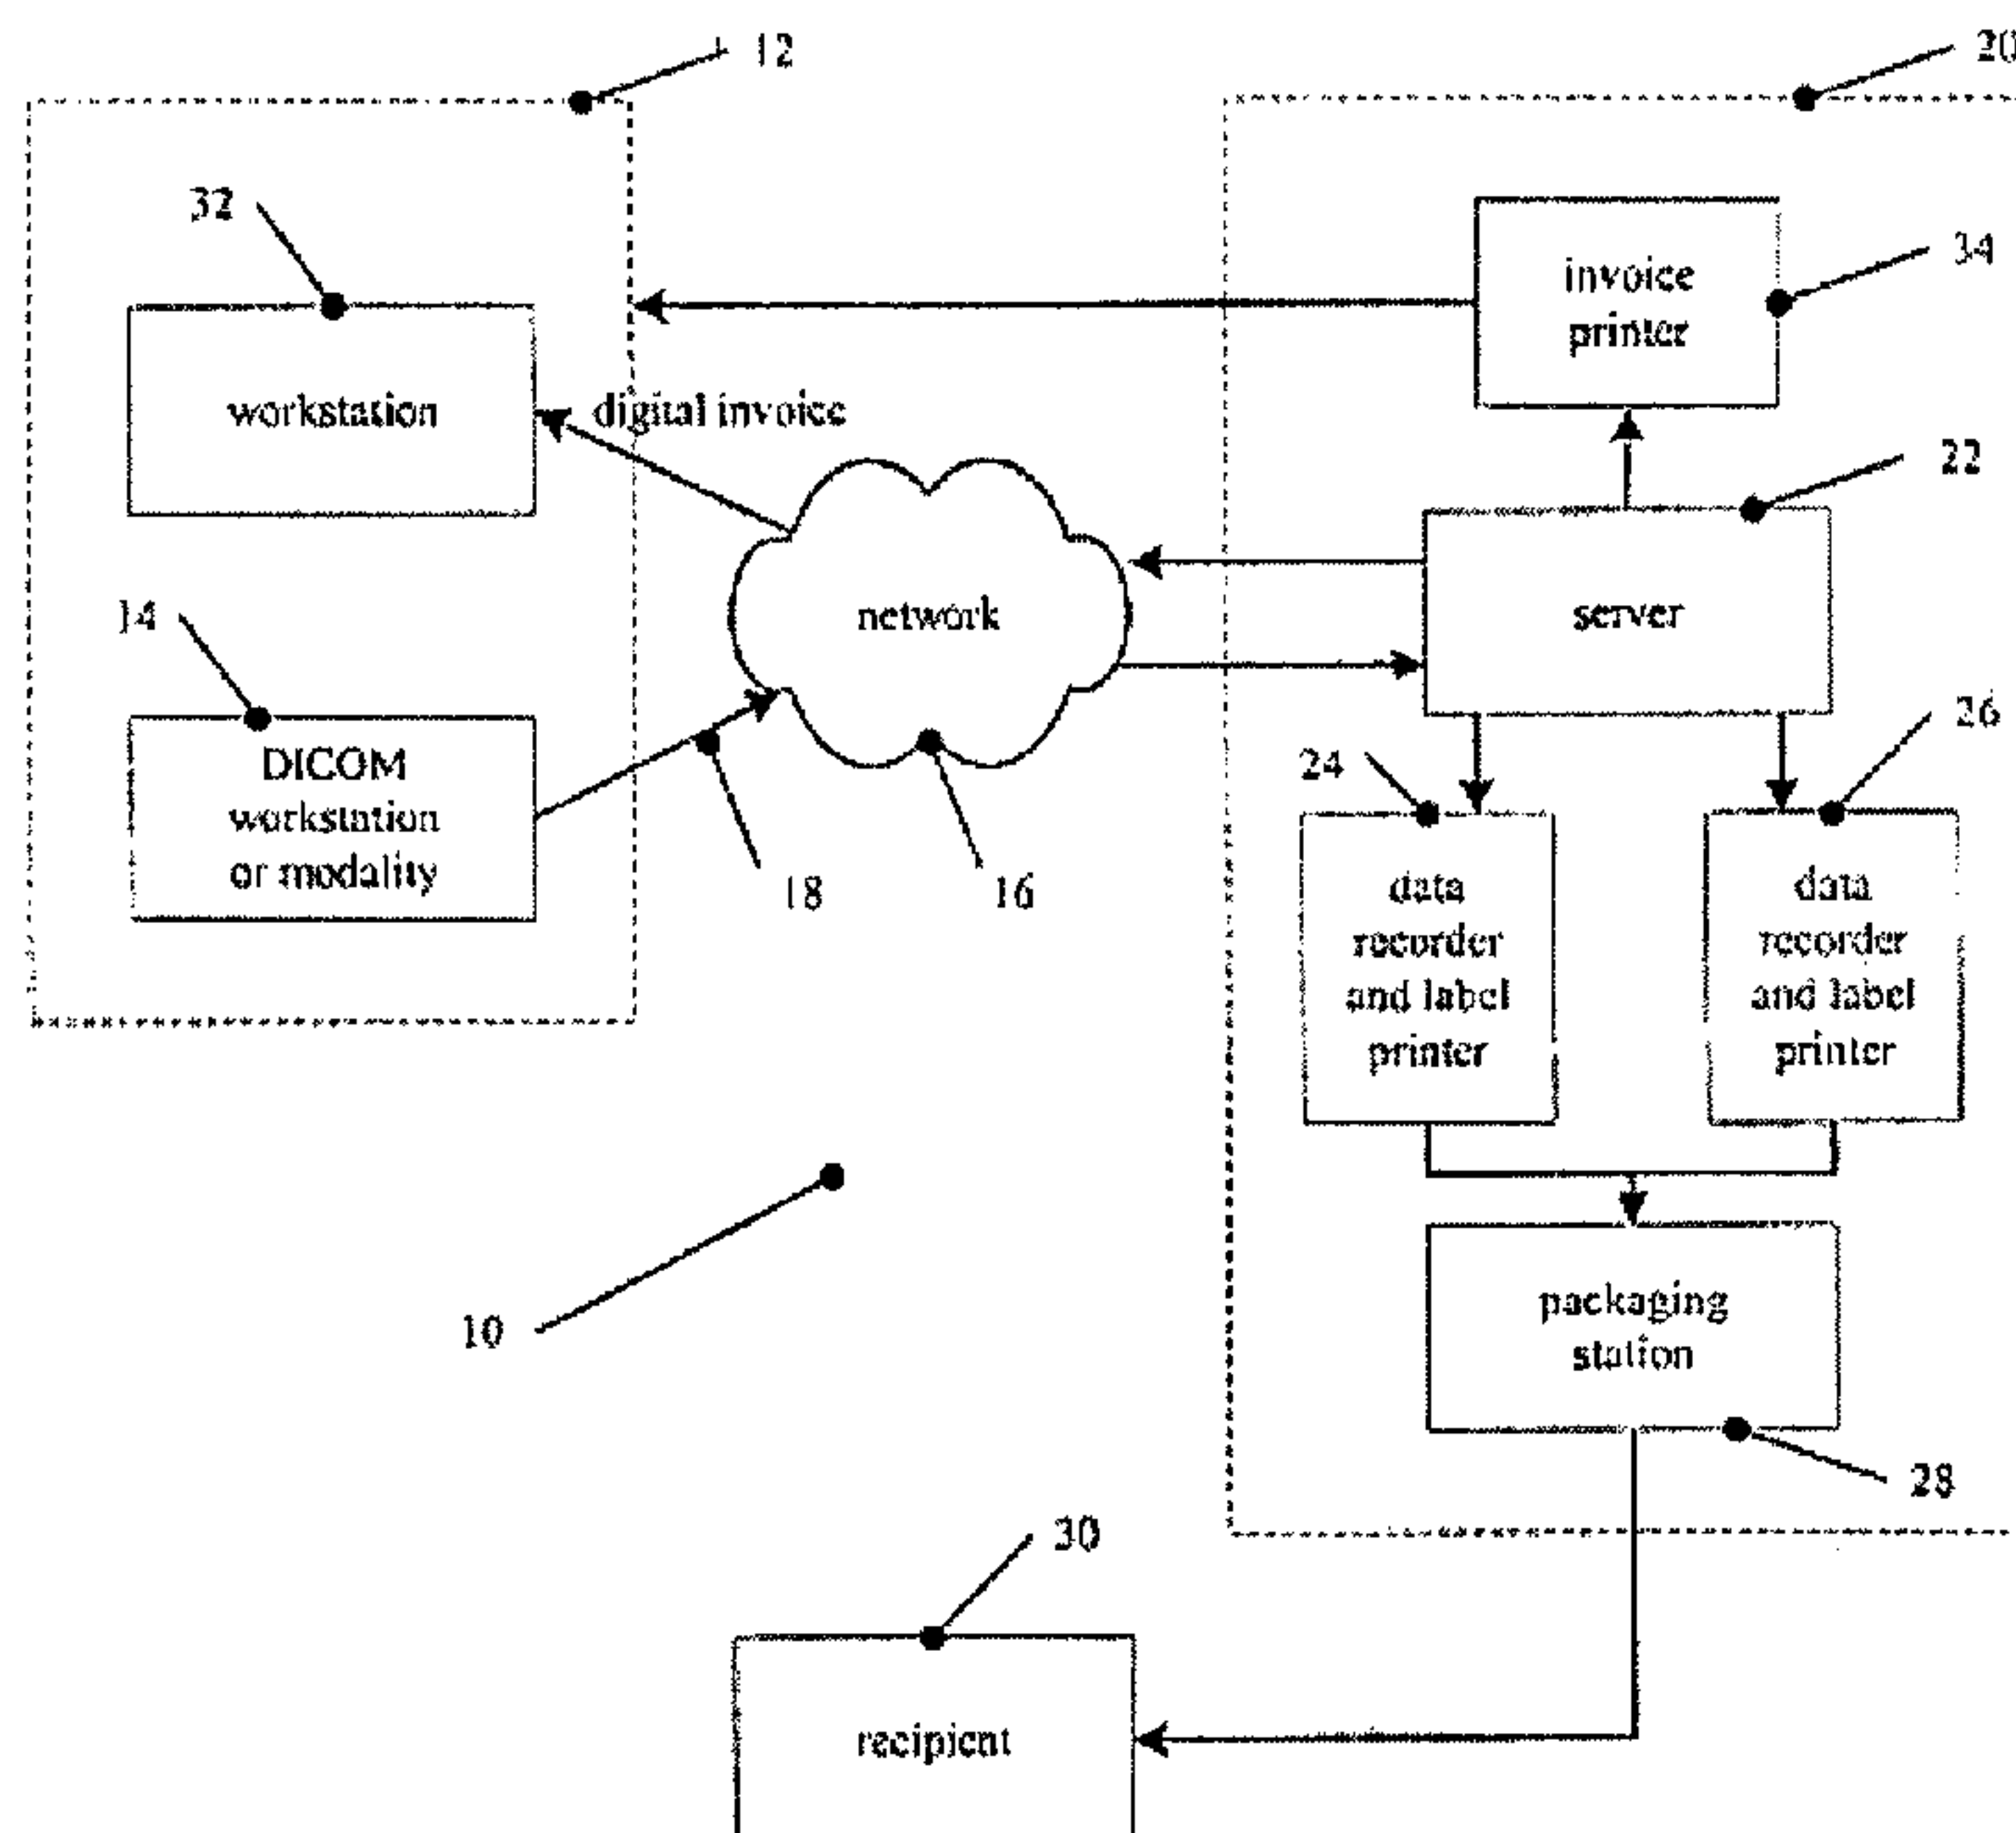 12
20
32
34
invoice
printer
workstation
digital invoice
22
network
server
14
DICOM
workstation
or modality
18
16
24
26
data
recorder
and label
printer
data
recorder
and label
printer
10
packaging
station
28
30
recipient